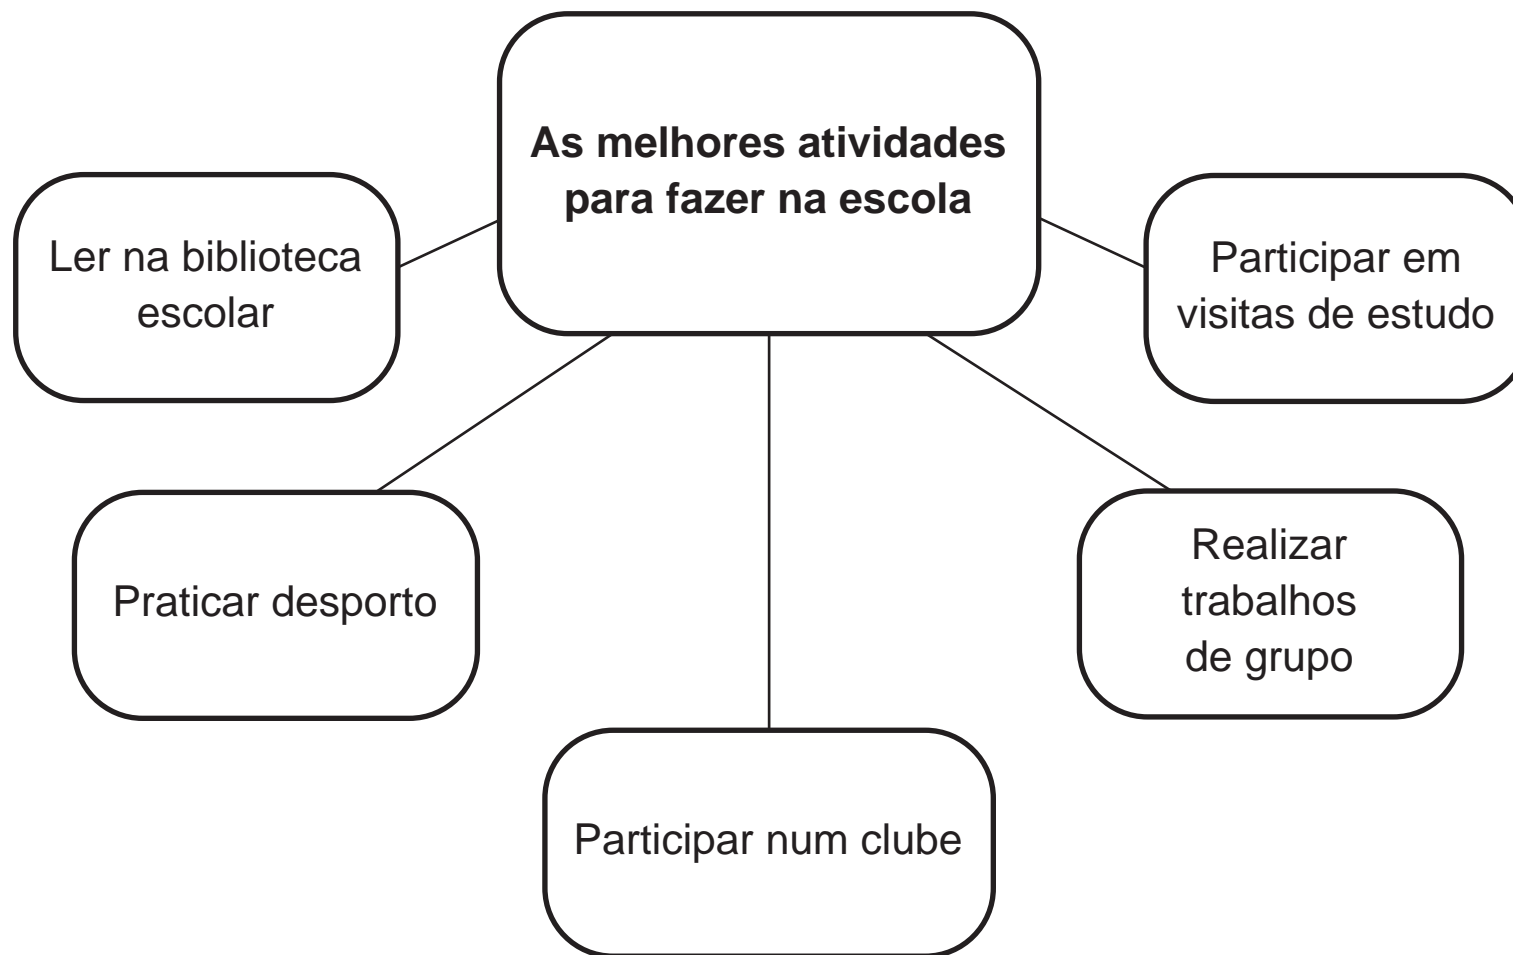 As melhores atividades
para fazer na escola
Ler na biblioteca
escolar
Participar em
visitas de estudo
Praticar desporto
Realizar
trabalhos
de grupo
Participar num clube